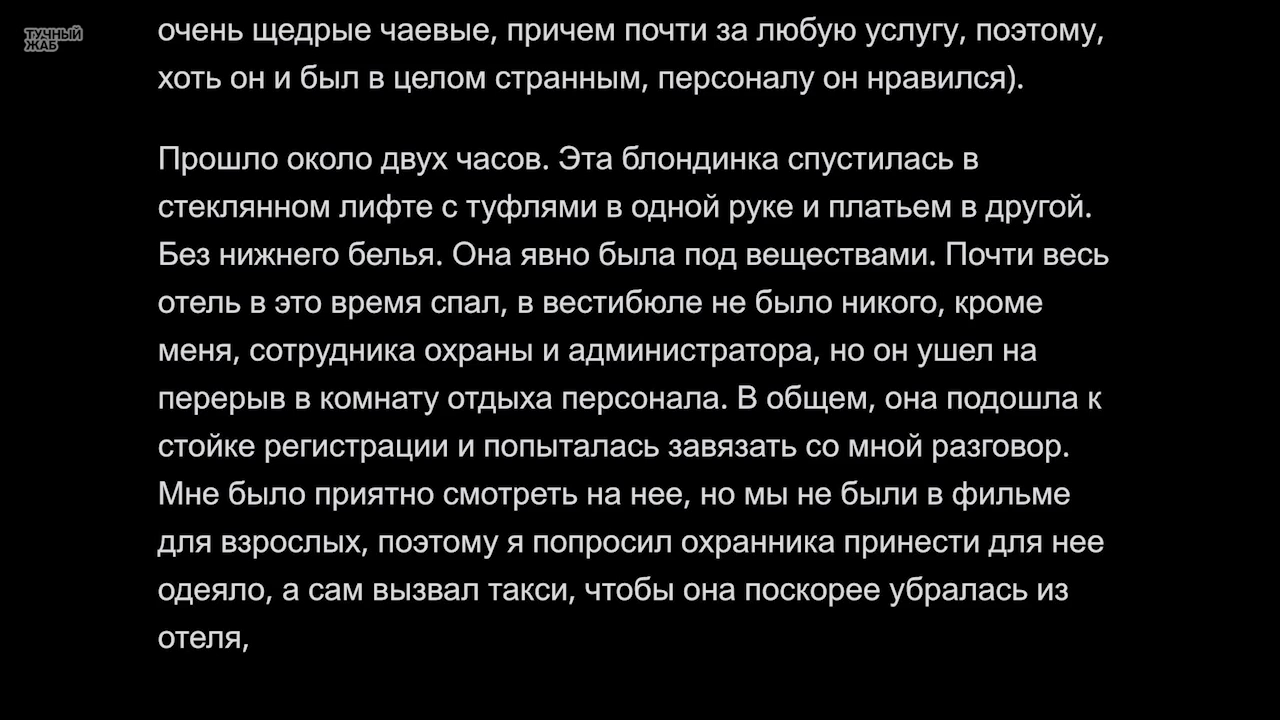 ТУЧНЫЙ
ЖАБ
очень щедрые чаевые, причем почти за любую услугу, поэтому,
хоть он и был в целом странным, персоналу он нравился).
Прошло около двух часов. Эта блондинка спустилась в
стеклянном лифте с туфлями в одной руке и платьем в другой.
Без нижнего белья. Она явно была под веществами. Почти весь
отель в это время спал, в вестибюле не было никого, кроме
меня, сотрудника охраны и администратора, но он ушел на
перерыв в комнату отдыха персонала. В общем, она подошла к
стойке регистрации и попыталась завязать со мной разговор.
Мне было приятно смотреть на нее, но мы не были в фильме
для взрослых, поэтому я попросил охранника принести для нее
одеяло, а сам вызвал такси, чтобы она поскорее убралась из
отеля,